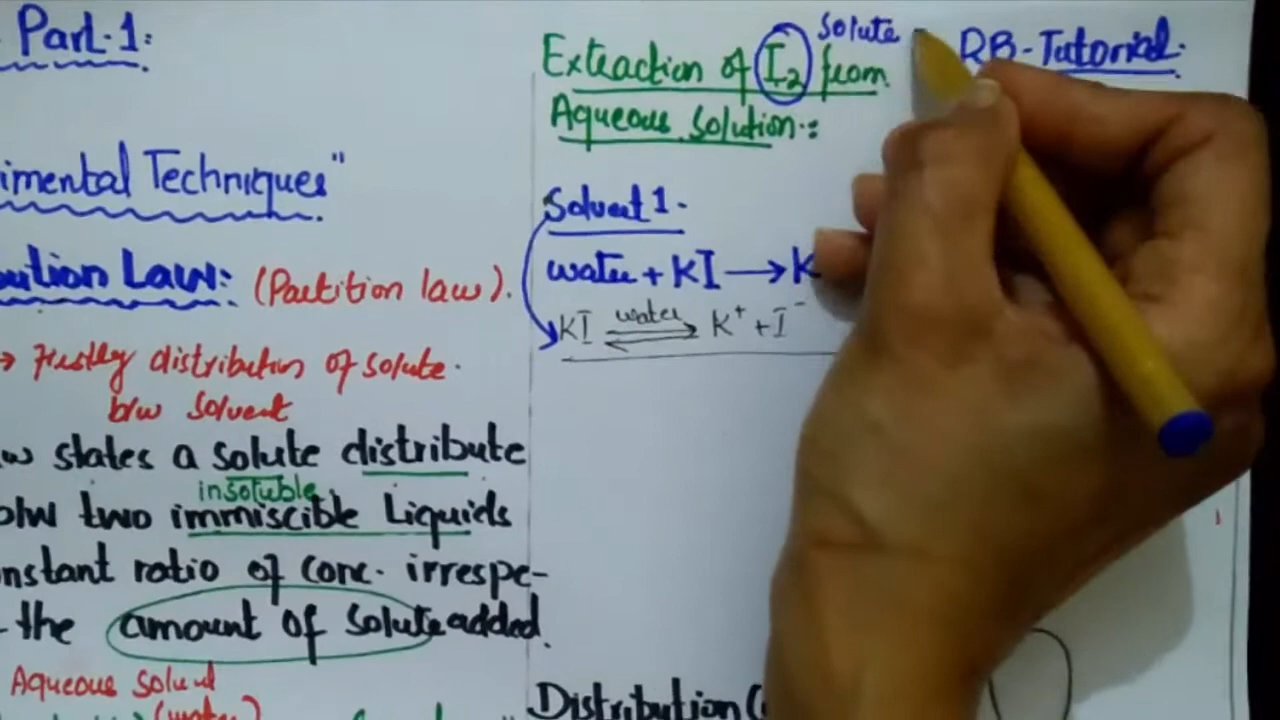 Part.1:
imental Techniques"
ution Law: (Partition law).
→ Firstly distribution of solute.
b/w solvent
w states a solute distribute
insoluble
b/w two immiscible Liquids
nstant ratio of conc. irrespe-
the amount of solute added.
Aqueous solvent
(water)
solute
RB-Tutorial.
Extraction of I₂ from
Aqueous solution:
Solvent 1.
water + KI → K
KI ⇌ water K⁺ + I⁻
Distribution